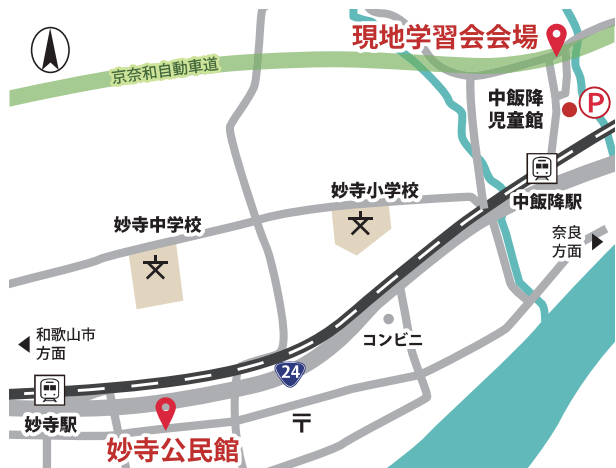 現地学習会会場
京奈和自動車道
中飯降
児童館
P
妙寺小学校
中飯降駅
妙寺中学校
奈良
方面
和歌山市
方面
コンビニ
24
妙寺駅
〒
妙寺公民館